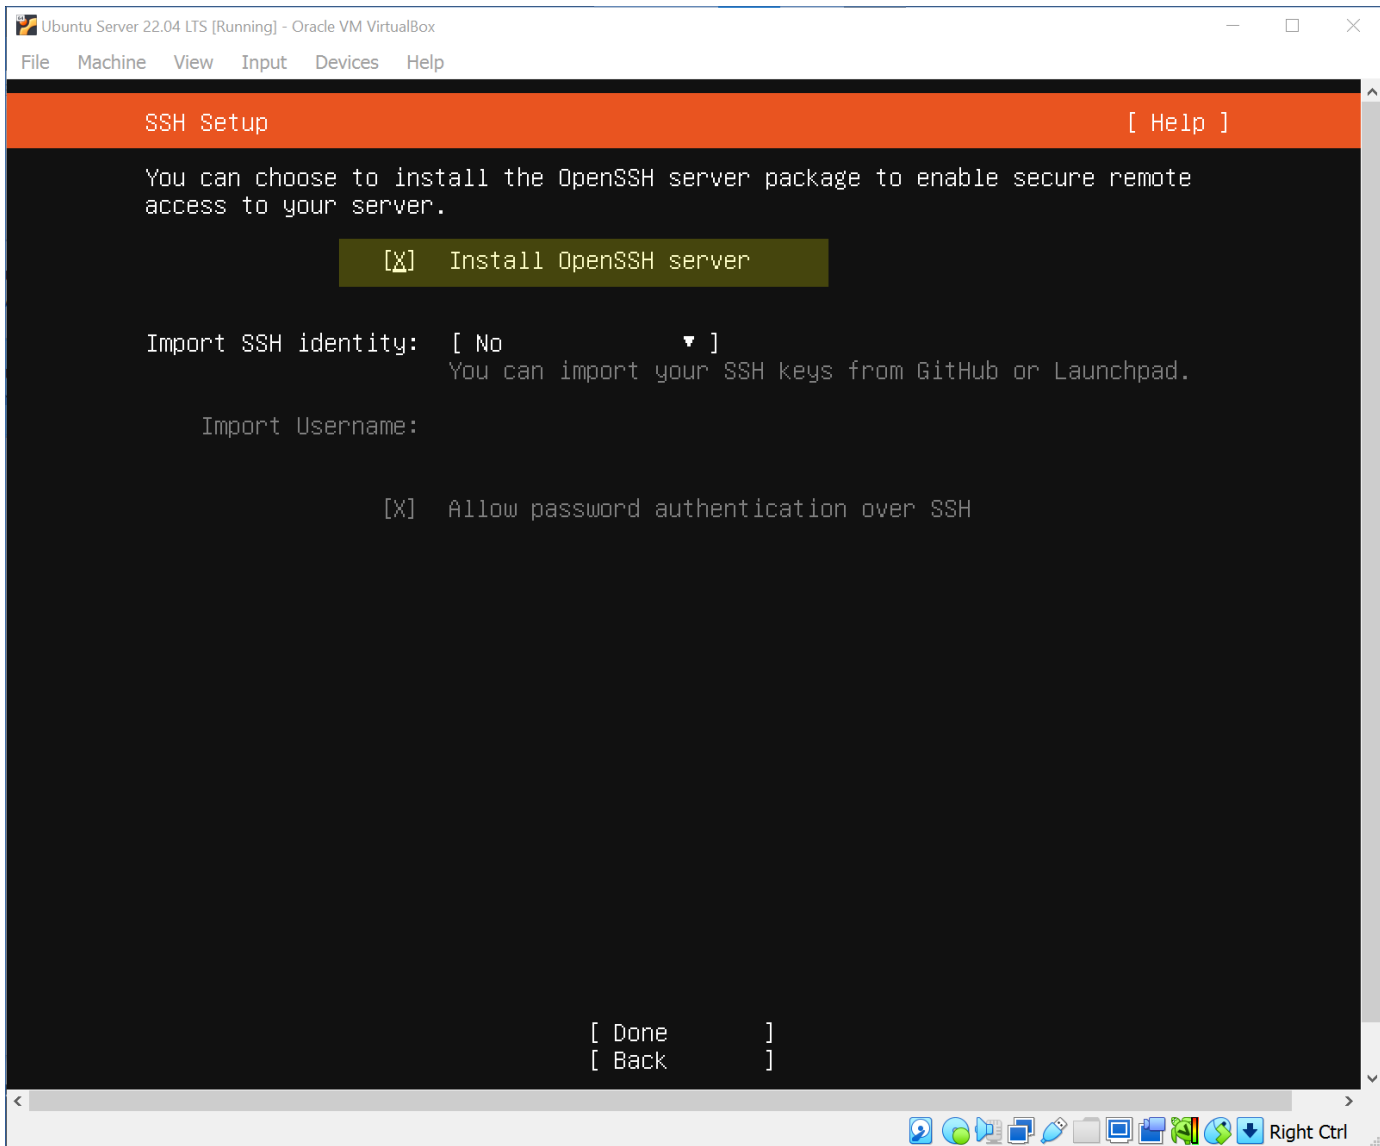 Ubuntu Server 22.04 LTS [Running] - Oracle VM VirtualBox
File Machine View Input Devices Help
SSH Setup [ Help ]
You can choose to install the OpenSSH server package to enable secure remote
access to your server.
[X] Install OpenSSH server
Import SSH identity: [ No ▾ ]
You can import your SSH keys from GitHub or Launchpad.
Import Username:
[X] Allow password authentication over SSH
[ Done ]
[ Back ]
Right Ctrl